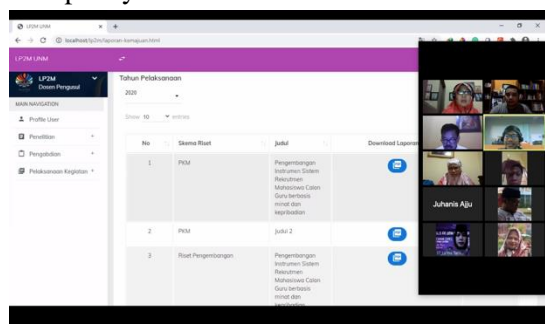 LP2M UNM
localhost/lp2m/laporan-kemajuan.html
LP2M UNM
LP2M
Dosen Pengusul
MAIN NAVIGATION
Profile User
Penelitian
Pengabdian
Pelaksanaan Kegiatan
Tahun Pelaksanaan
2020
Show 10 entries
No Skema Riset Judul Download Laporan
1 PKM Pengembangan
Instrumen Sistem
Rekrutmen
Mahasiswa Calon
Guru berbasis
minat dan
kepribadian
2 PKM judul 2
3 Riset Pengembangan Pengembangan
Instrumen Sistem
Rekrutmen
Mahasiswa Calon
Guru berbasis
minat dan
kepribadian
Juhanis Ajju